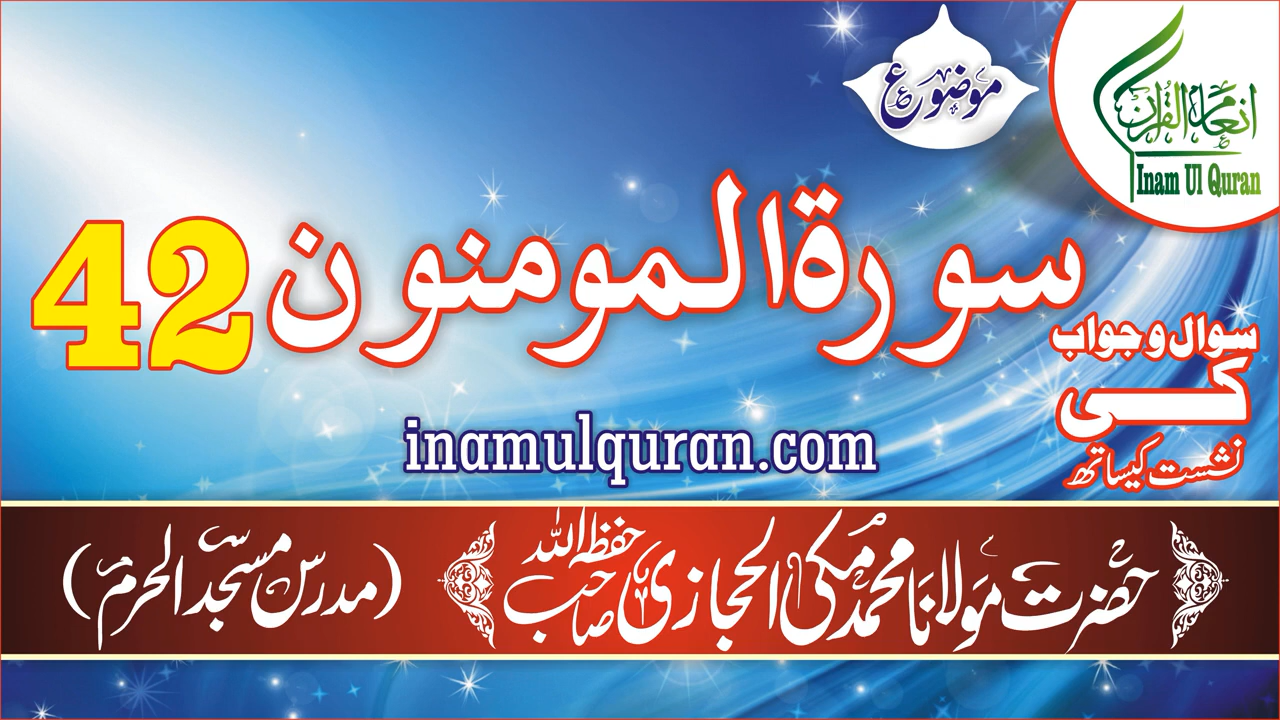 موضوع
انعام القرآن
Inam Ul Quran
سورة المومنون 42
سوال و جواب
کی
نشست کیساتھ
inamulquran.com
حضرت مولانا محمد مکی الحجازی صاحب حفظہ اللہ (مدرس مسجد الحرم)